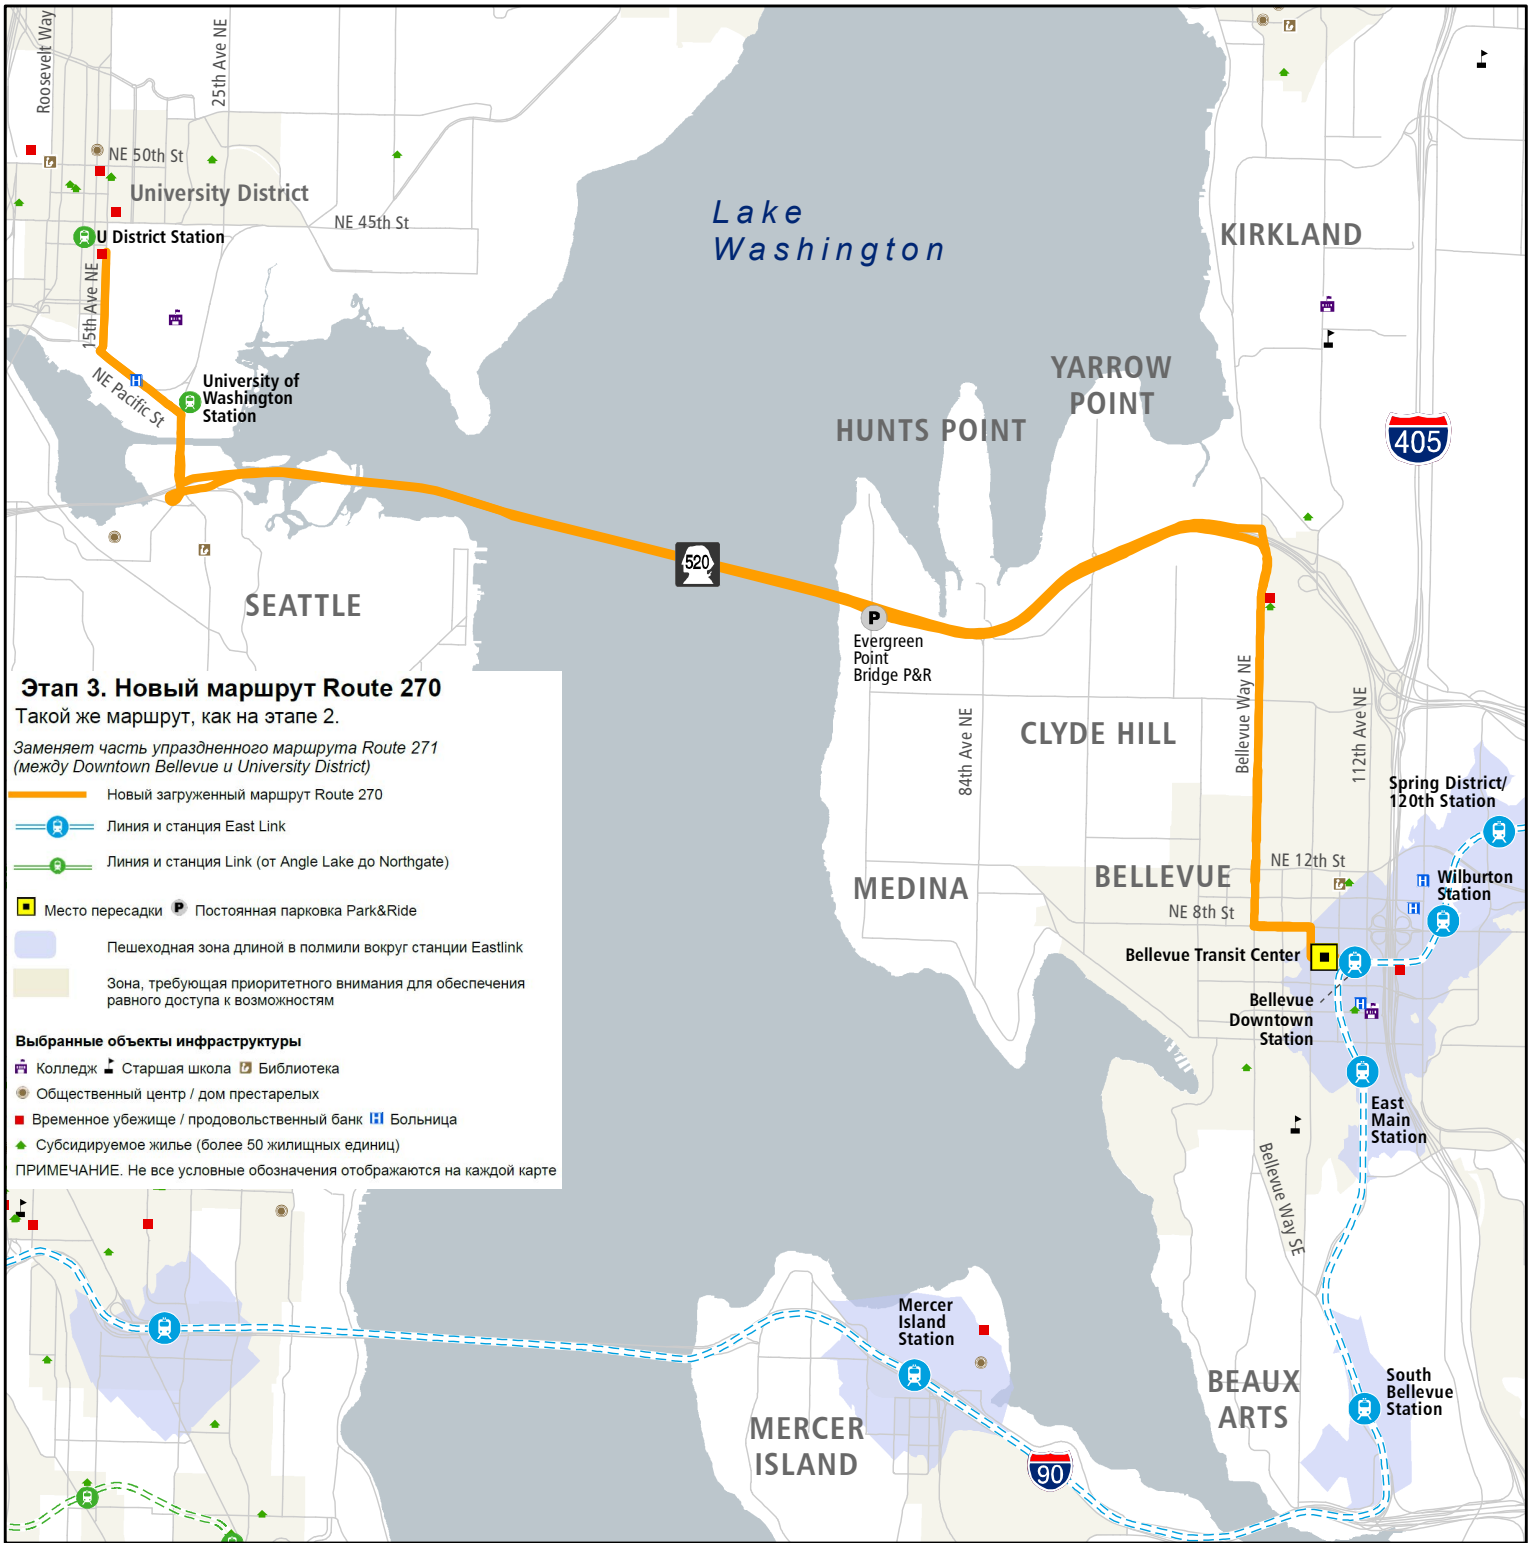 Roosevelt Way
25th Ave NE
NE 50th St
University District
NE 45th St
U District Station
15th Ave NE
NE Pacific St
University of
Washington
Station
Lake
Washington
KIRKLAND
YARROW
POINT
HUNTS POINT
405
520
SEATTLE
P
Evergreen
Point
Bridge P&R
84th Ave NE
CLYDE HILL
Bellevue Way NE
112th Ave NE
Spring District/
120th Station
MEDINA
BELLEVUE
NE 12th St
H
Wilburton
Station
H
NE 8th St
Bellevue Transit Center
Bellevue
Downtown
Station
H
East
Main
Station
Bellevue Way SE
Этап 3. Новый маршрут Route 270
Такой же маршрут, как на этапе 2.
Заменяет часть упраздненного маршрута Route 271
(между Downtown Bellevue и University District)
Новый загруженный маршрут Route 270
Линия и станция East Link
Линия и станция Link (от Angle Lake до Northgate)
Место пересадки P Постоянная парковка Park&Ride
Пешеходная зона длиной в полмили вокруг станции Eastlink
Зона, требующая приоритетного внимания для обеспечения
равного доступа к возможностям
Выбранные объекты инфраструктуры
Колледж Старшая школа Библиотека
Общественный центр / дом престарелых
Временное убежище / продовольственный банк H Больница
Субсидируемое жилье (более 50 жилищных единиц)
ПРИМЕЧАНИЕ. Не все условные обозначения отображаются на каждой карте
H
Mercer
Island
Station
MERCER
ISLAND
90
BEAUX
ARTS
South
Bellevue
Station